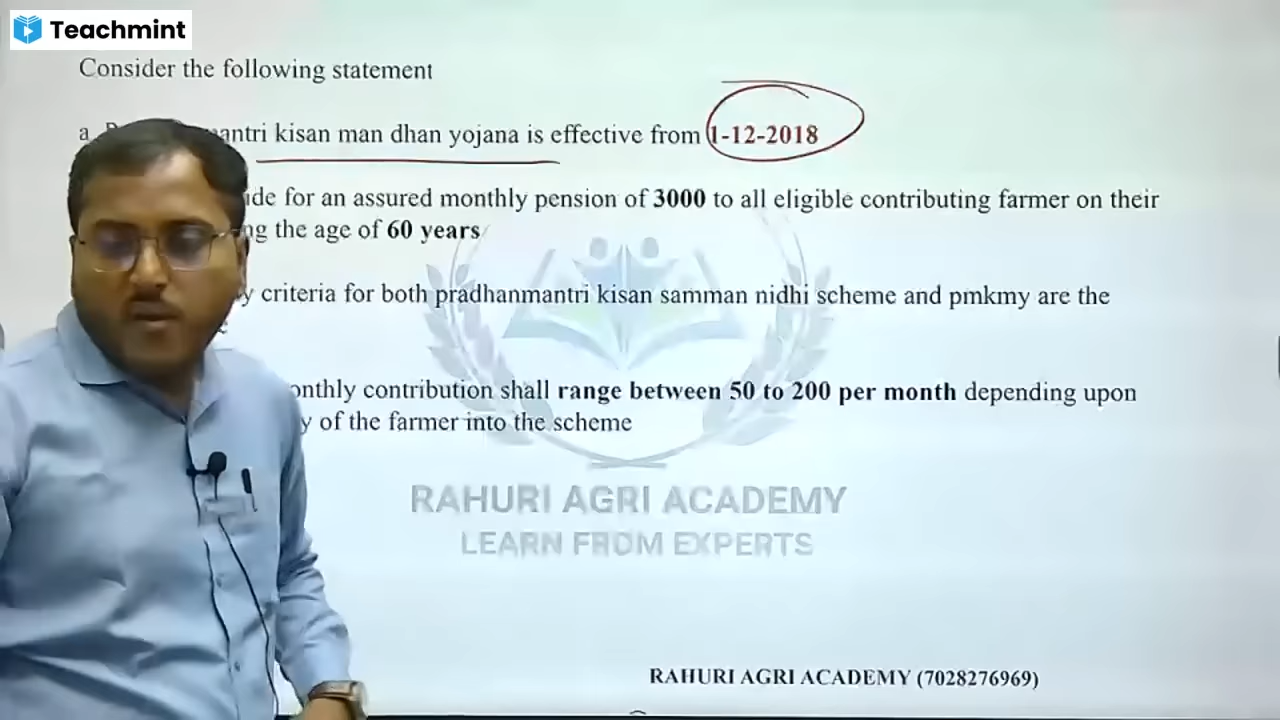 Teachmint
Consider the following statement
a. antri kisan man dhan yojana is effective from 1-12-2018
ide for an assured monthly pension of 3000 to all eligible contributing farmer on their
ng the age of 60 years
y criteria for both pradhanmantri kisan samman nidhi scheme and pmkmy are the
onthly contribution shall range between 50 to 200 per month depending upon
y of the farmer into the scheme
RAHURI AGRI ACADEMY
LEARN FROM EXPERTS
RAHURI AGRI ACADEMY (7028276969)